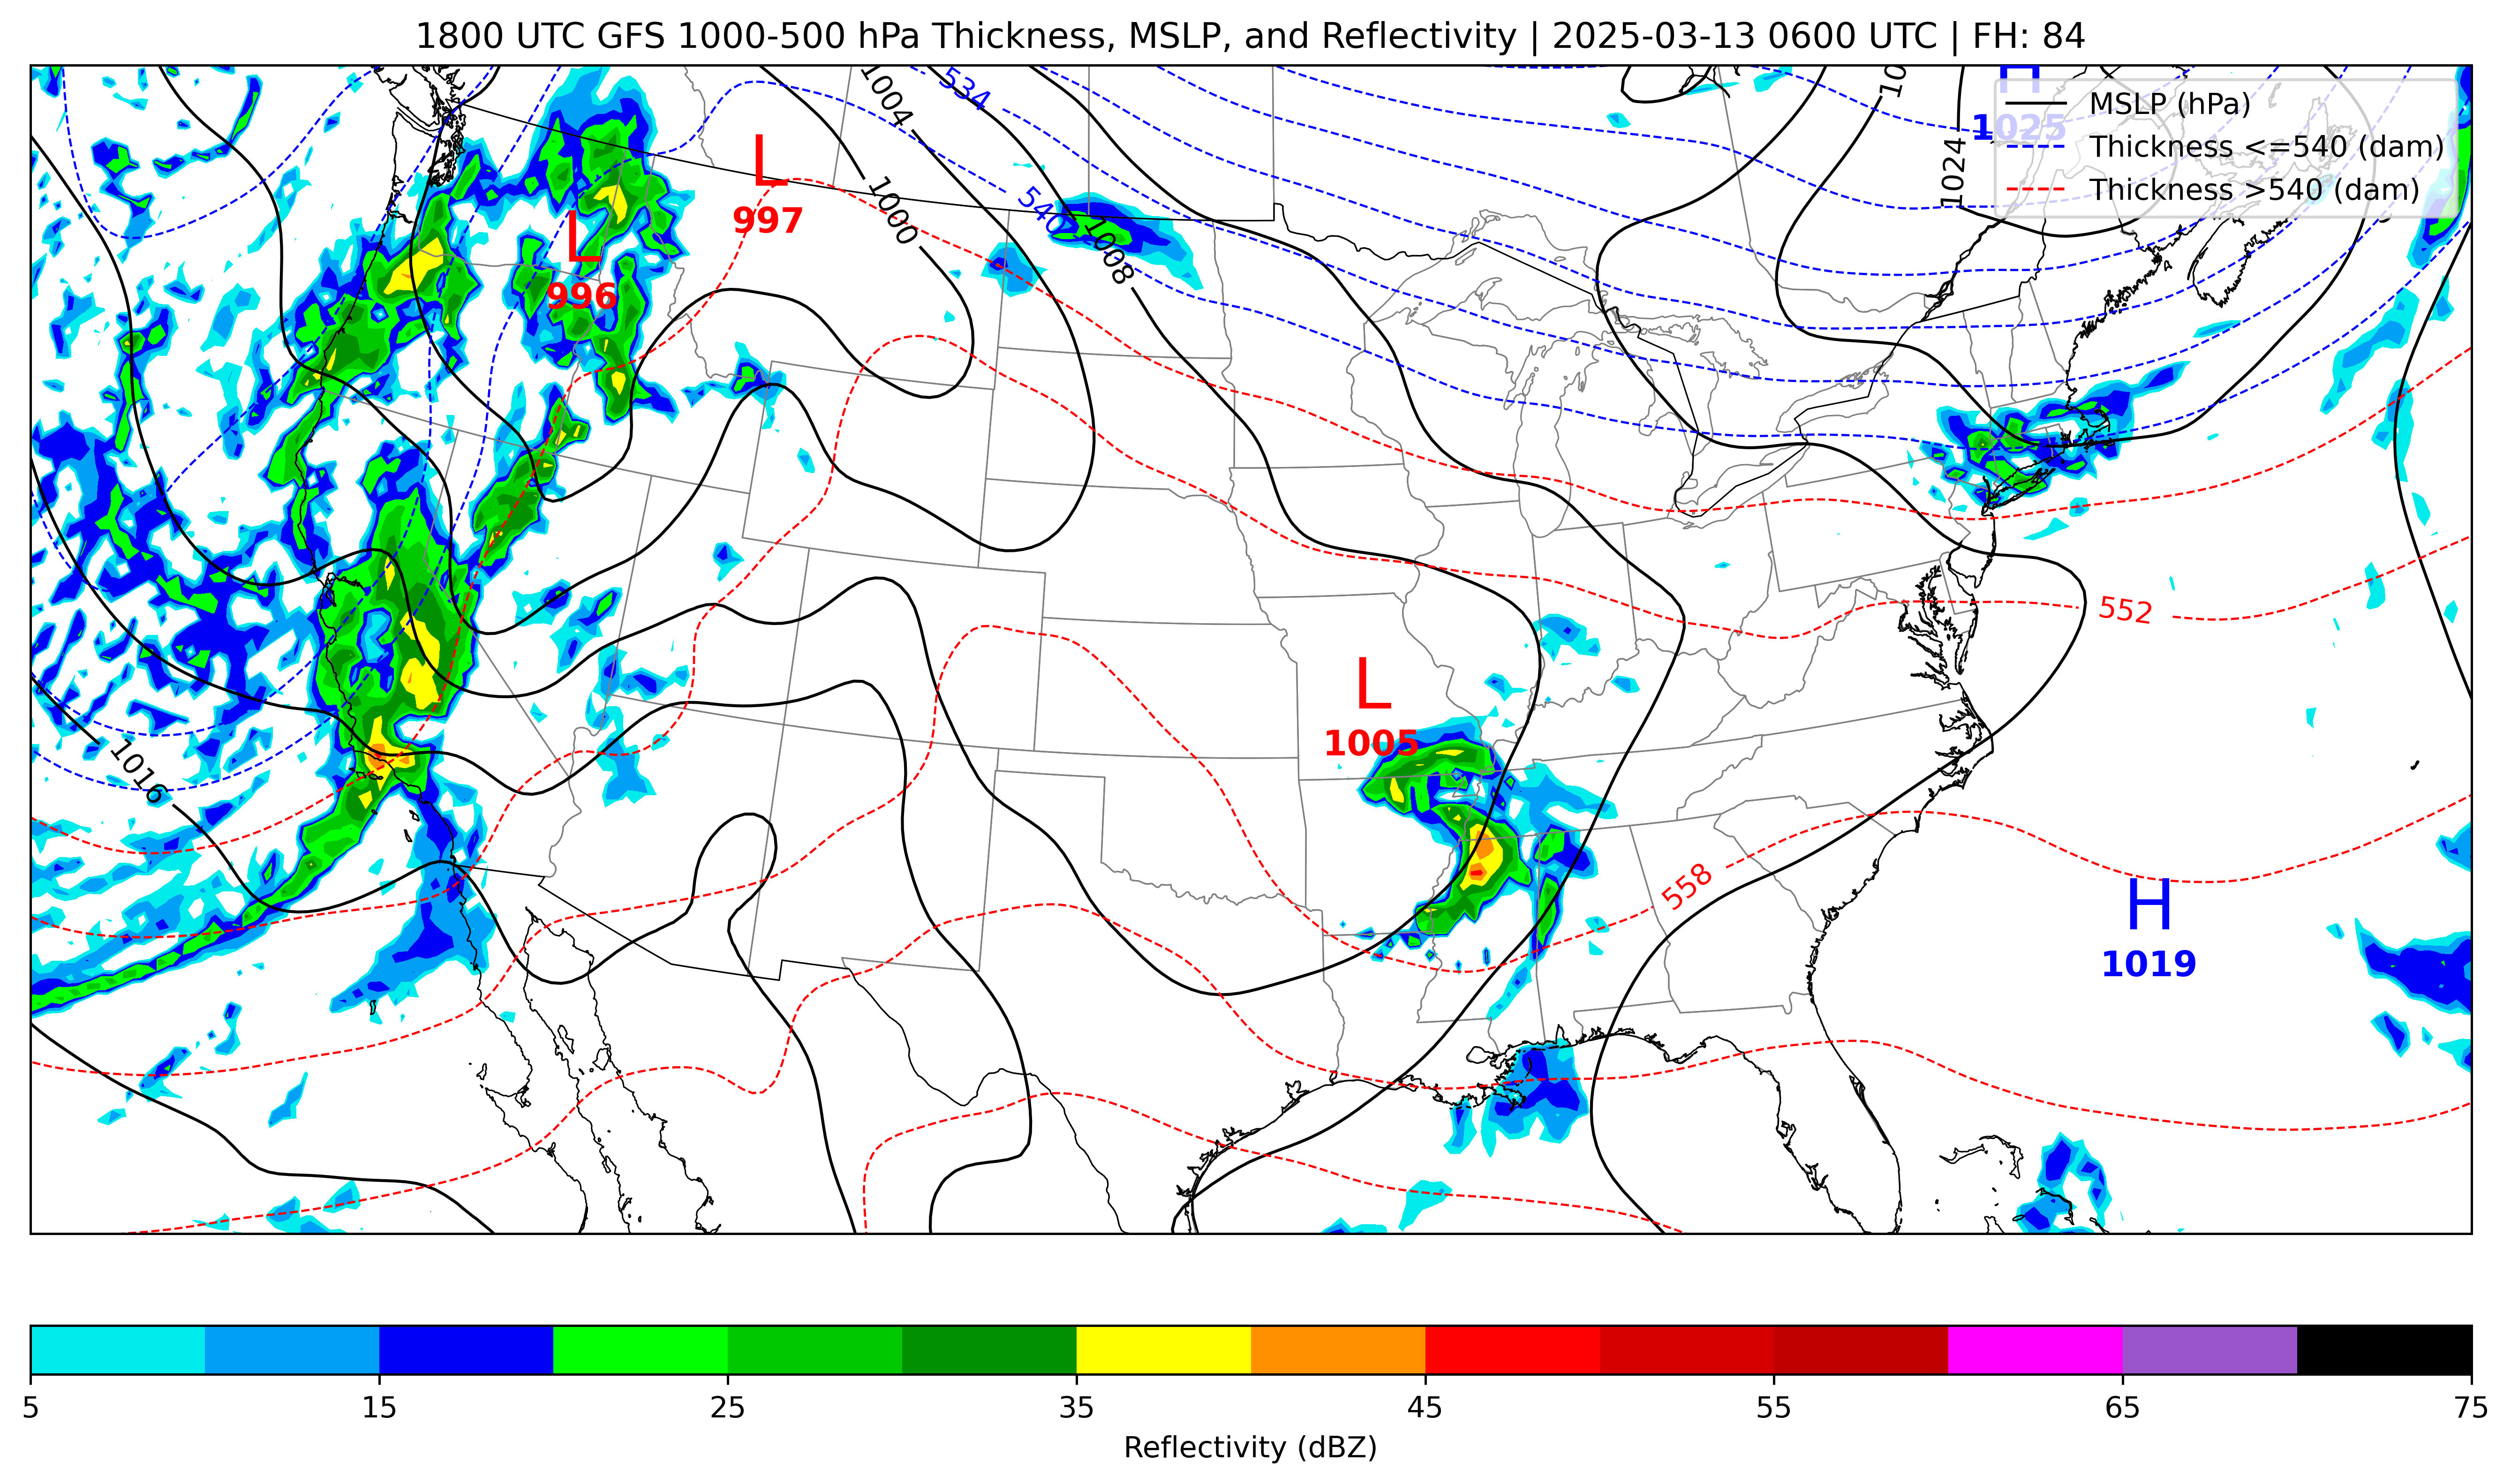 1800 UTC GFS 1000-500 hPa Thickness, MSLP, and Reflectivity | 2025-03-13 0600 UTC | FH: 84
H
1025
MSLP (hPa)
Thickness <=540 (dam)
Thickness >540 (dam)
1004
534
10
1024
L
997
1000
540
1008
L
996
552
L
1005
1016
558
H
1019
5 15 25 35 45 55 65 75
Reflectivity (dBZ)